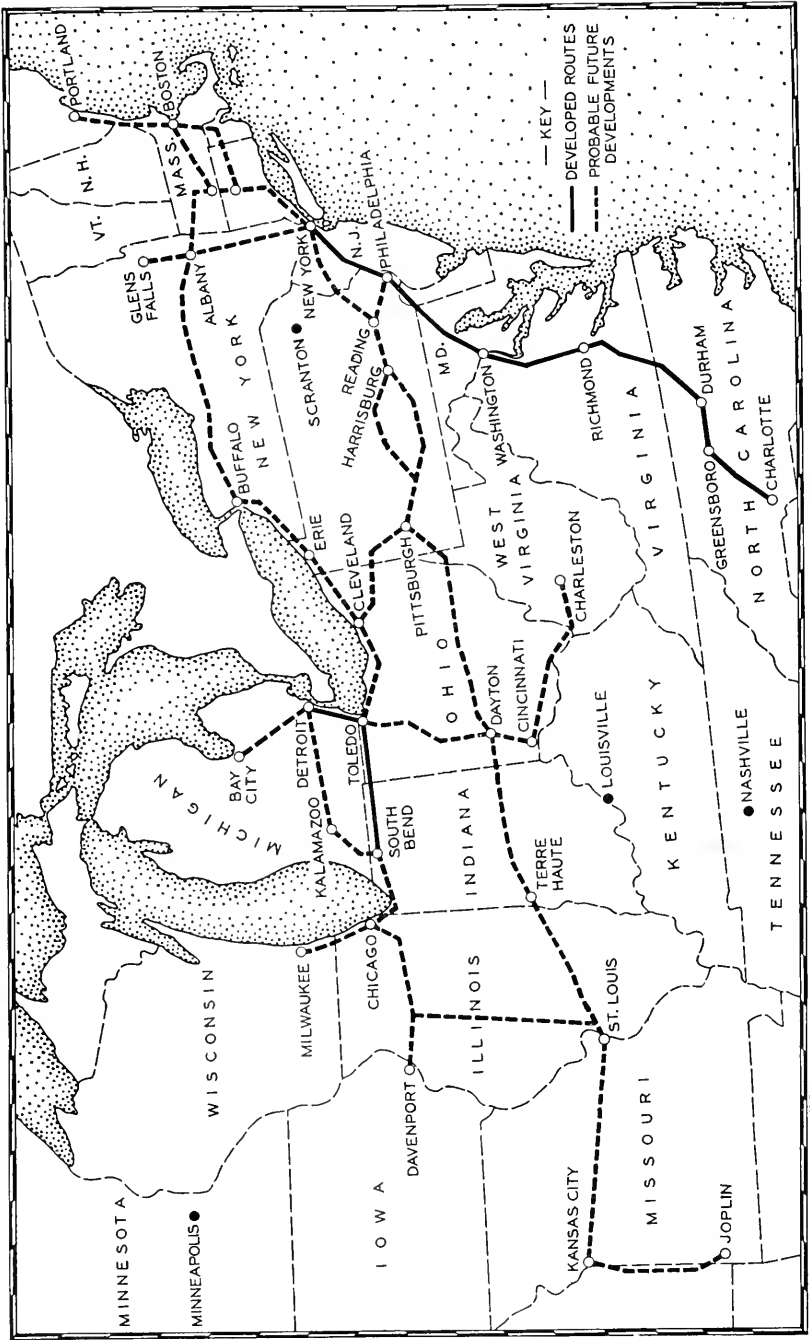 MINNESOTA
MINNEAPOLIS
WISCONSIN
IOWA
MILWAUKEE
CHICAGO
DAVENPORT
ILLINOIS
KANSAS CITY
MISSOURI
JOPLIN
ST. LOUIS
MICHIGAN
BAY
CITY
KALAMAZOO
DETROIT
TOLEDO
SOUTH
BEND
INDIANA
TERRE
HAUTE
OHIO
DAYTON
CINCINNATI
LOUISVILLE
KENTUCKY
NASHVILLE
TENNESSEE
CLEVELAND
ERIE
BUFFALO
NEW YORK
PITTSBURGH
WEST
VIRGINIA
CHARLESTON
GLENS
FALLS
ALBANY
SCRANTON
NEW YORK
HARRISBURG
READING
PHILADELPHIA
N.J.
MD.
WASHINGTON
RICHMOND
VIRGINIA
GREENSBORO
DURHAM
NORTH CAROLINA
CHARLOTTE
VT.
N.H.
MASS.
BOSTON
PORTLAND
— KEY —
DEVELOPED ROUTES
PROBABLE FUTURE
DEVELOPMENTS